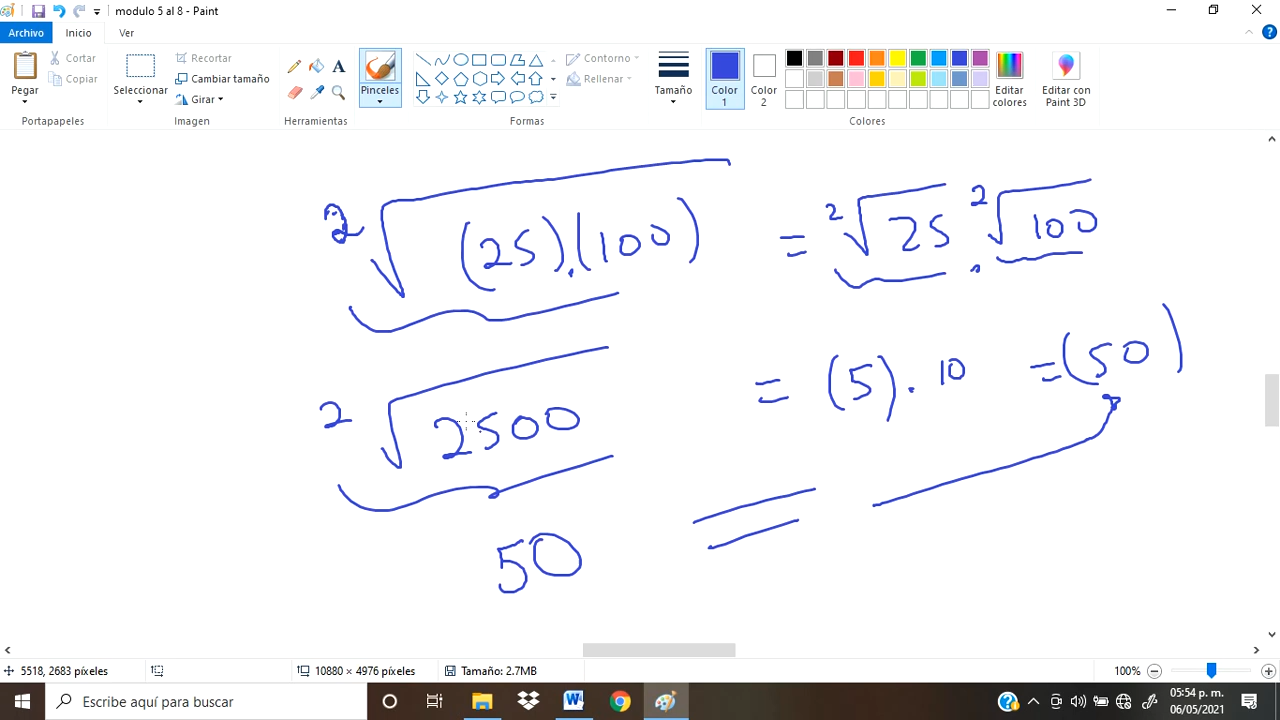 modulo 5 al 8 - Paint
Archivo Inicio Ver
Pegar
Cortar
Copiar
Portapapeles
Seleccionar
Recortar
Cambiar tamaño
Girar
Imagen
A
Herramientas
Pinceles
Contorno
Rellenar
Formas
Tamaño
Color 1
Color 2
Editar colores
Editar con Paint 3D
Colores
²√(25).(100) = ²√25 . ²√100
²√2500 = (5) . 10 = (50)
50 =
5518, 2683 píxeles 10880 × 4976 píxeles Tamaño: 2.7MB 100%
Escribe aquí para buscar
05:54 p. m.
06/05/2021